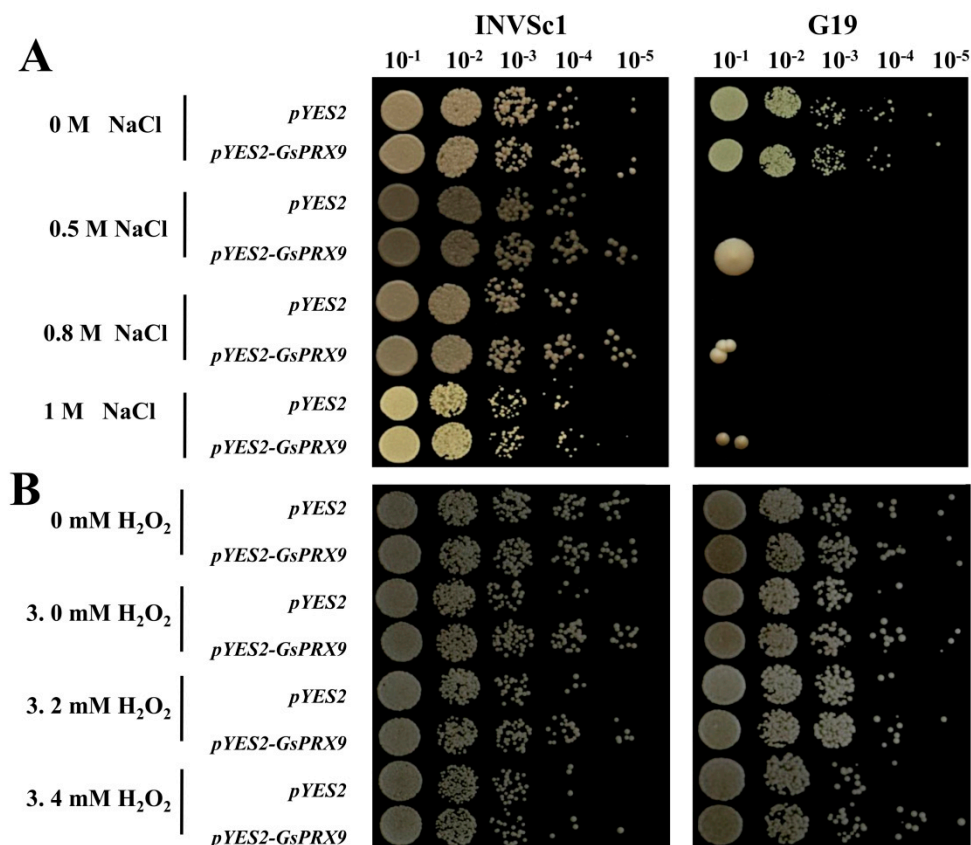 INVSc1 G19
A 10-1 10-2 10-3 10-4 10-5 10-1 10-2 10-3 10-4 10-5
0 M NaCl pYES2
pYES2-GsPRX9
0.5 M NaCl pYES2
pYES2-GsPRX9
0.8 M NaCl pYES2
pYES2-GsPRX9
1 M NaCl pYES2
pYES2-GsPRX9
B
0 mM H2O2 pYES2
pYES2-GsPRX9
3. 0 mM H2O2 pYES2
pYES2-GsPRX9
3. 2 mM H2O2 pYES2
pYES2-GsPRX9
3. 4 mM H2O2 pYES2
pYES2-GsPRX9